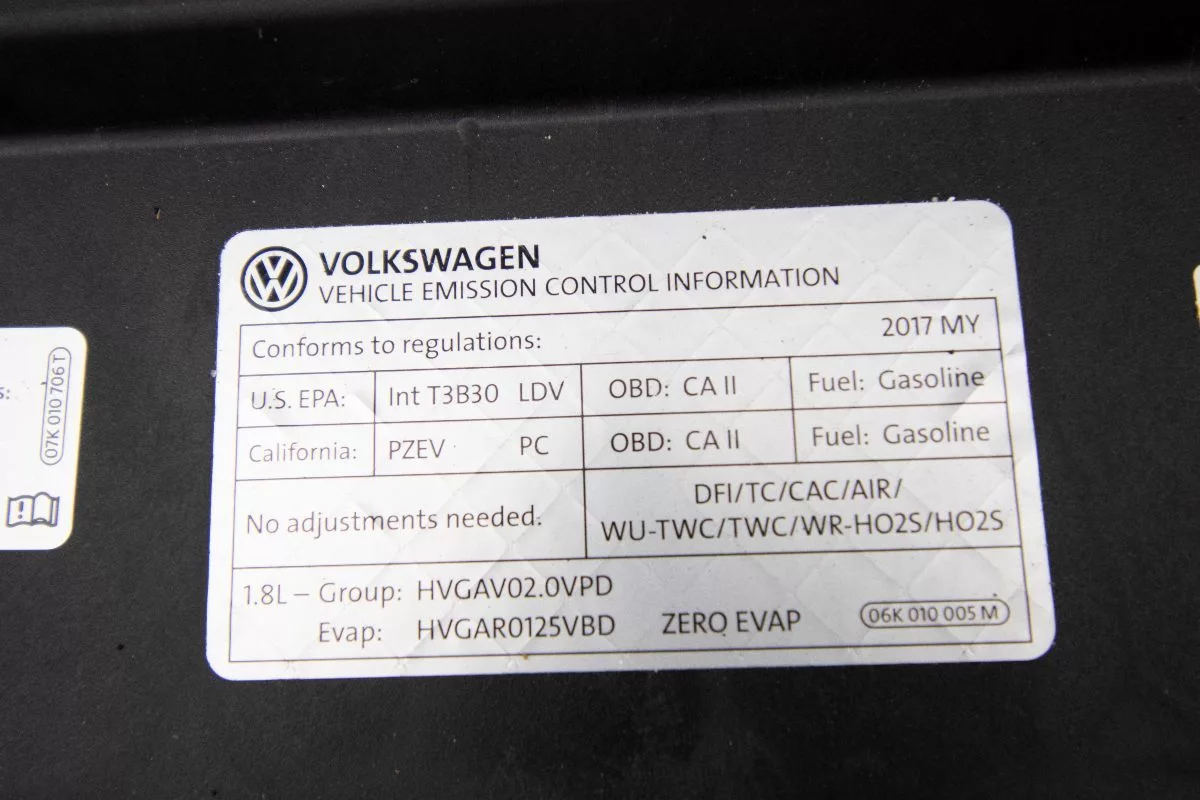 VOLKSWAGEN
VEHICLE EMISSION CONTROL INFORMATION
Conforms to regulations: 2017 MY
U.S. EPA: Int T3B30 LDV OBD: CA II Fuel: Gasoline
California: PZEV PC OBD: CA II Fuel: Gasoline
No adjustments needed.
DFI/TC/CAC/AIR/
WU-TWC/TWC/WR-HO2S/HO2S
1.8L – Group: HVGAV02.0VPD
Evap: HVGAR0125VBD ZERO EVAP 06K 010 005 M
07K 010 706 T